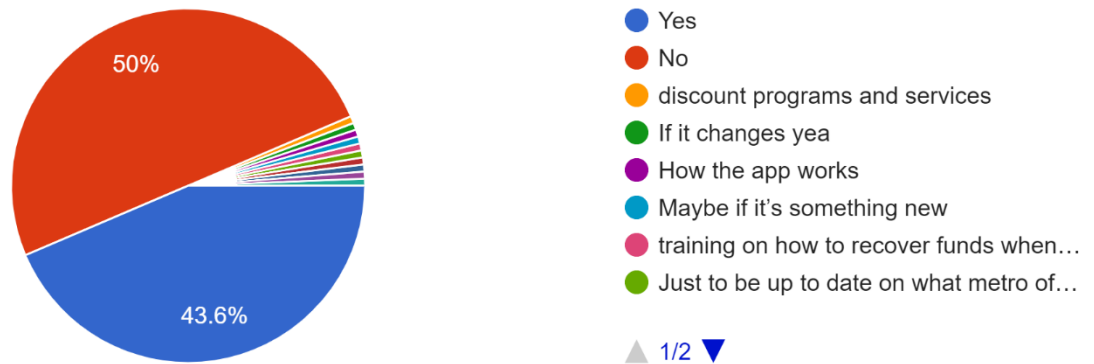 50%
43.6%
Yes
No
discount programs and services
If it changes yea
How the app works
Maybe if it’s something new
training on how to recover funds when…
Just to be up to date on what metro of…
1/2